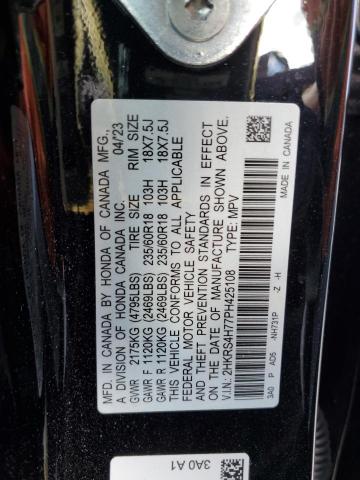 MFD. IN CANADA BY HONDA OF CANADA MFG.,
A DIVISION OF HONDA CANADA INC. 04/23
GVWR 2175KG (4795LBS) TIRE SIZE RIM SIZE
GAWR F 1120KG (2469LBS) 235/60R18 103H 18X7.5J
GAWR R 1120KG (2469LBS) 235/60R18 103H 18X7.5J
THIS VEHICLE CONFORMS TO ALL APPLICABLE
FEDERAL MOTOR VEHICLE SAFETY
AND THEFT PREVENTION STANDARDS IN EFFECT
ON THE DATE OF MANUFACTURE SHOWN ABOVE.
V.I.N: 2HKRS4H77PH425108 TYPE: MPV
3A0 P AD5 -NH731P -Z -H
MADE IN CANADA
3A0 A1